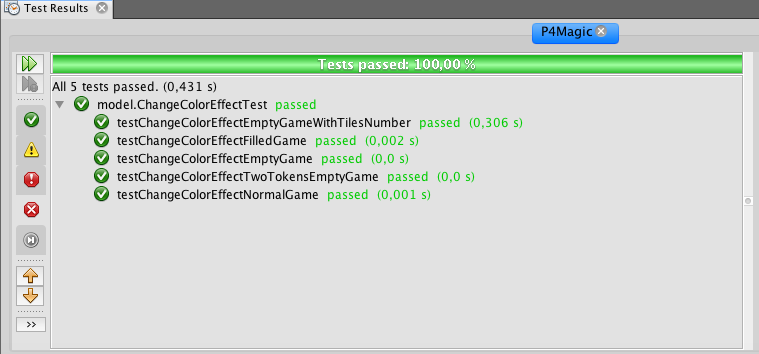 Test Results
P4Magic
Tests passed: 100,00 %
All 5 tests passed. (0,431 s)
model.ChangeColorEffectTest passed
testChangeColorEffectEmptyGameWithTilesNumber passed (0,306 s)
testChangeColorEffectFilledGame passed (0,002 s)
testChangeColorEffectEmptyGame passed (0,0 s)
testChangeColorEffectTwoTokensEmptyGame passed (0,0 s)
testChangeColorEffectNormalGame passed (0,001 s)
>>